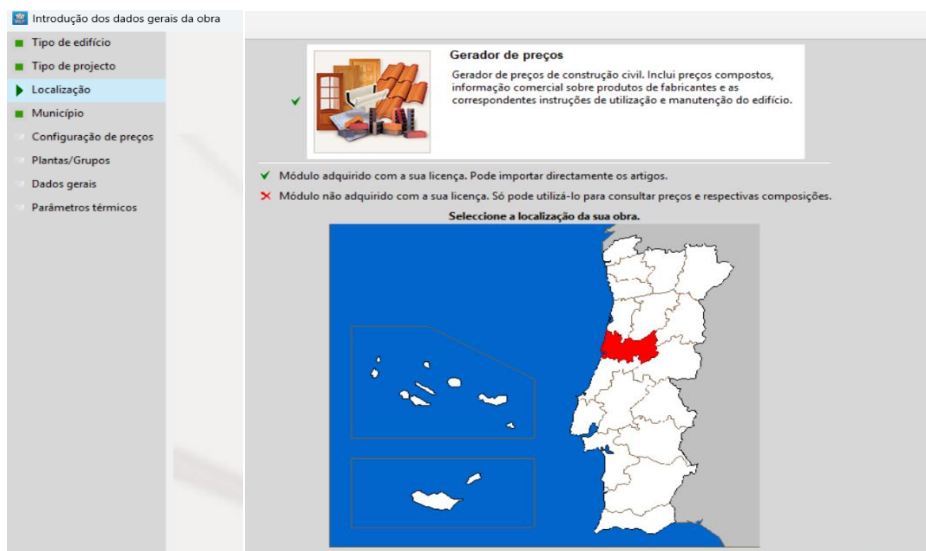 Introdução dos dados gerais da obra
Tipo de edifício
Tipo de projecto
Localização
Município
Configuração de preços
Plantas/Grupos
Dados gerais
Parâmetros térmicos
Gerador de preços
Gerador de preços de construção civil. Inclui preços compostos,
informação comercial sobre produtos de fabricantes e as
correspondentes instruções de utilização e manutenção do edifício.
Módulo adquirido com a sua licença. Pode importar directamente os artigos.
Módulo não adquirido com a sua licença. Só pode utilizá-lo para consultar preços e respectivas composições.
Seleccione a localização da sua obra.